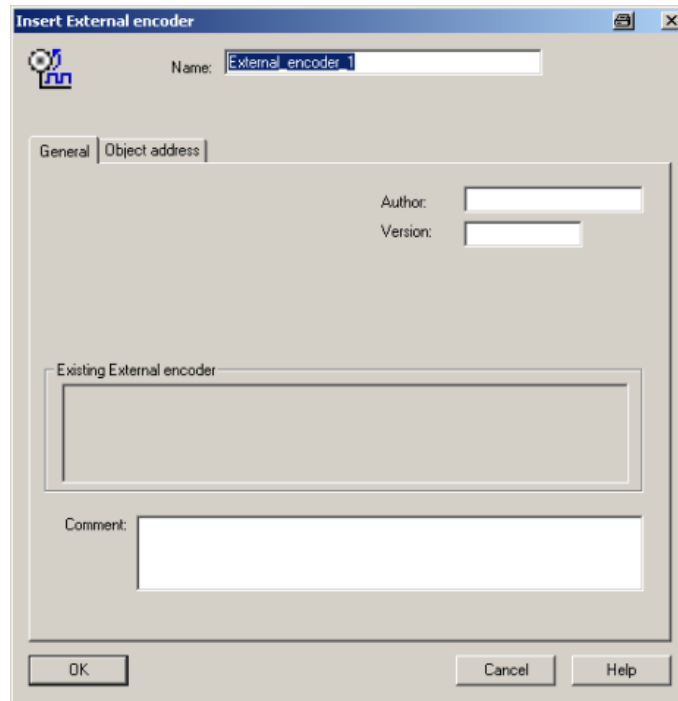 Insert External encoder
Name: External_encoder_1
General Object address
Author:
Version:
Existing External encoder
Comment:
OK Cancel Help